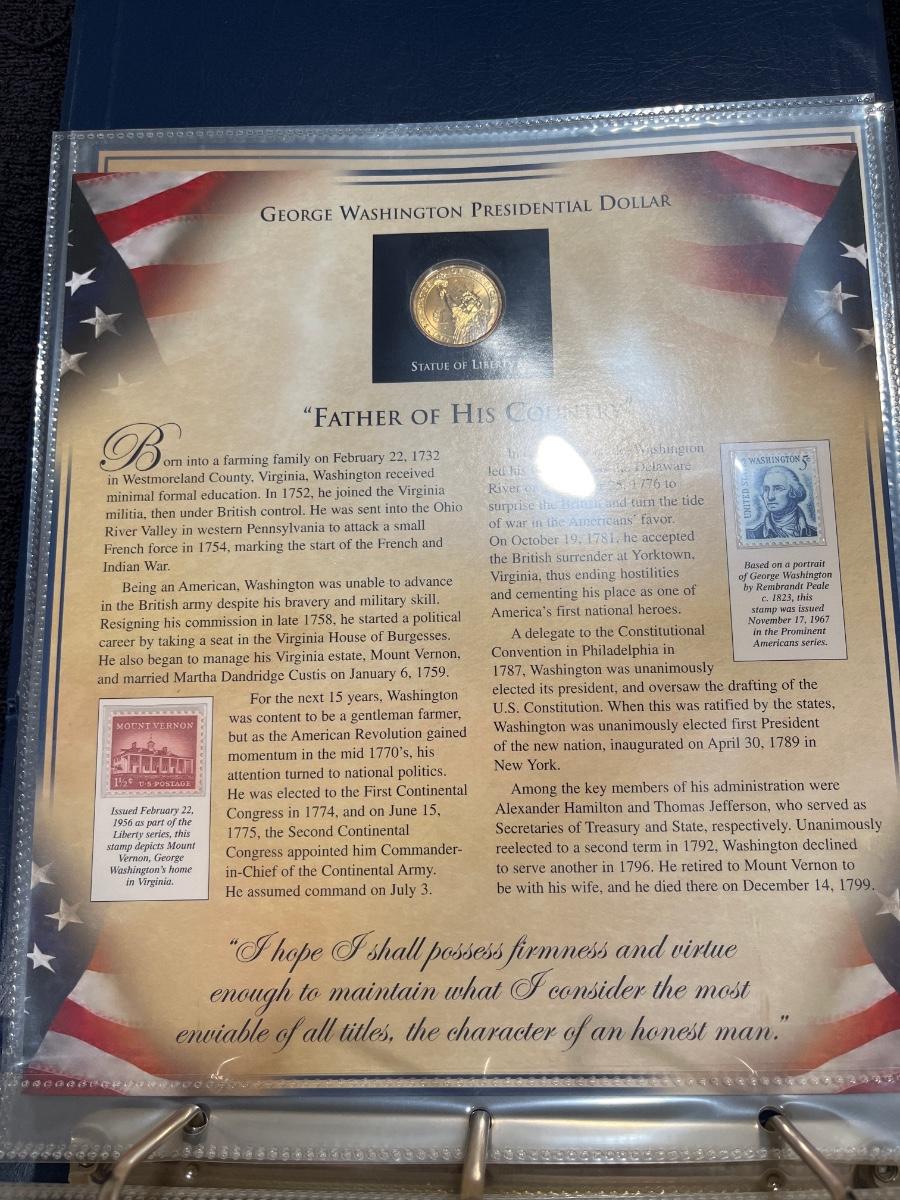 GEORGE WASHINGTON PRESIDENTIAL DOLLAR
STATUE OF LIBERTY
"FATHER OF HIS COUNTRY"
Born into a farming family on February 22, 1732
in Westmoreland County, Virginia, Washington received
minimal formal education. In 1752, he joined the Virginia
militia, then under British control. He was sent into the Ohio
River Valley in western Pennsylvania to attack a small
French force in 1754, marking the start of the French and
Indian War.
Being an American, Washington was unable to advance
in the British army despite his bravery and military skill.
Resigning his commission in late 1758, he started a political
career by taking a seat in the Virginia House of Burgesses.
He also began to manage his Virginia estate, Mount Vernon,
and married Martha Dandridge Custis on January 6, 1759.
MOUNT VERNON
1½¢ U·S·POSTAGE
Issued February 22,
1956 as part of the
Liberty series, this
stamp depicts Mount
Vernon, George
Washington's home
in Virginia.
For the next 15 years, Washington
was content to be a gentleman farmer,
but as the American Revolution gained
momentum in the mid 1770's, his
attention turned to national politics.
He was elected to the First Continental
Congress in 1774, and on June 15,
1775, the Second Continental
Congress appointed him Commander-
in-Chief of the Continental Army.
He assumed command on July 3.
Washington
led his Delaware
River 1776 to
surprise the British and turn the tide
of war in the Americans' favor.
On October 19, 1781, he accepted
the British surrender at Yorktown,
Virginia, thus ending hostilities
and cementing his place as one of
America's first national heroes.
WASHINGTON 5¢
UNITED ST
Based on a portrait
of George Washington
by Rembrandt Peale
c. 1823, this
stamp was issued
November 17, 1967
in the Prominent
Americans series.
A delegate to the Constitutional
Convention in Philadelphia in
1787, Washington was unanimously
elected its president, and oversaw the drafting of the
U.S. Constitution. When this was ratified by the states,
Washington was unanimously elected first President
of the new nation, inaugurated on April 30, 1789 in
New York.
Among the key members of his administration were
Alexander Hamilton and Thomas Jefferson, who served as
Secretaries of Treasury and State, respectively. Unanimously
reelected to a second term in 1792, Washington declined
to serve another in 1796. He retired to Mount Vernon to
be with his wife, and he died there on December 14, 1799.
"I hope I shall possess firmness and virtue
enough to maintain what I consider the most
enviable of all titles, the character of an honest man."